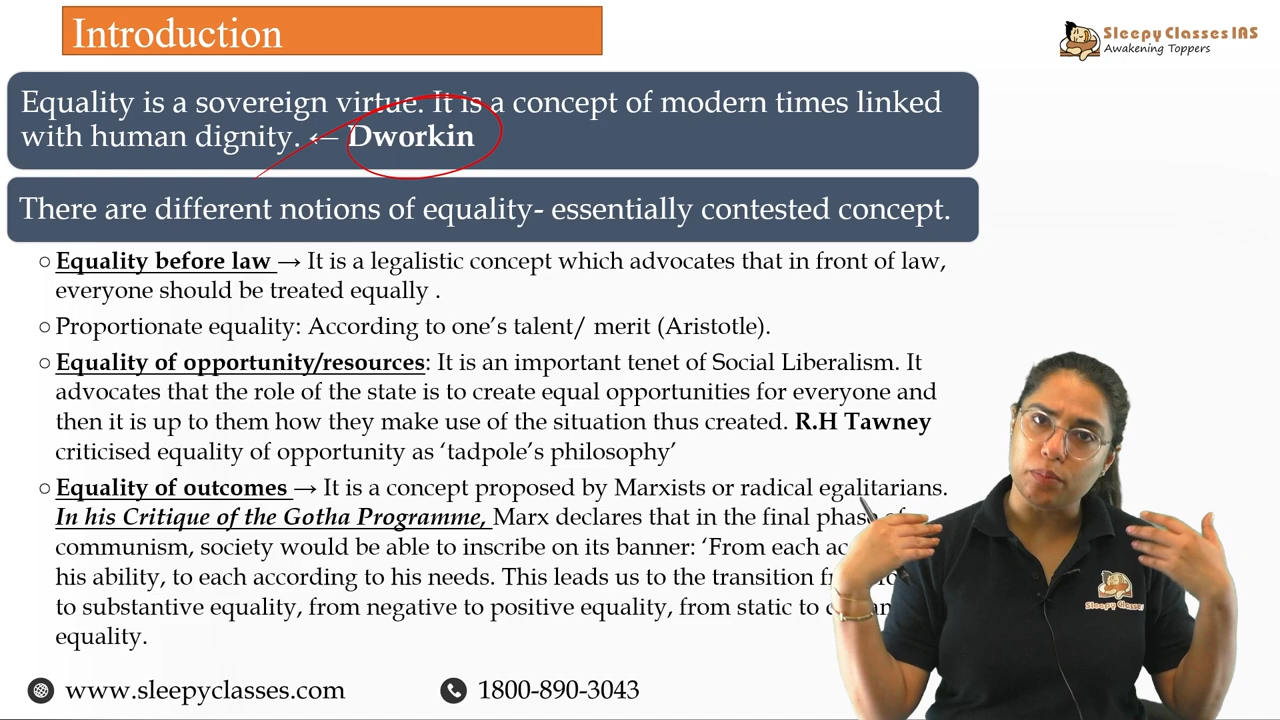 Introduction
Sleepy Classes IAS
Awakening Toppers
Equality is a sovereign virtue. It is a concept of modern times linked
with human dignity. ← Dworkin
There are different notions of equality- essentially contested concept.
○ Equality before law → It is a legalistic concept which advocates that in front of law,
everyone should be treated equally .
○ Proportionate equality: According to one’s talent/ merit (Aristotle).
○ Equality of opportunity/resources: It is an important tenet of Social Liberalism. It
advocates that the role of the state is to create equal opportunities for everyone and
then it is up to them how they make use of the situation thus created. R.H Tawney
criticised equality of opportunity as ‘tadpole’s philosophy’
○ Equality of outcomes → It is a concept proposed by Marxists or radical egalitarians.
In his Critique of the Gotha Programme, Marx declares that in the final phase of
communism, society would be able to inscribe on its banner: ‘From each
his ability, to each according to his needs. This leads us to the transition
to substantive equality, from negative to positive equality, from static to
equality.
Sleepy Classes
www.sleepyclasses.com
1800-890-3043